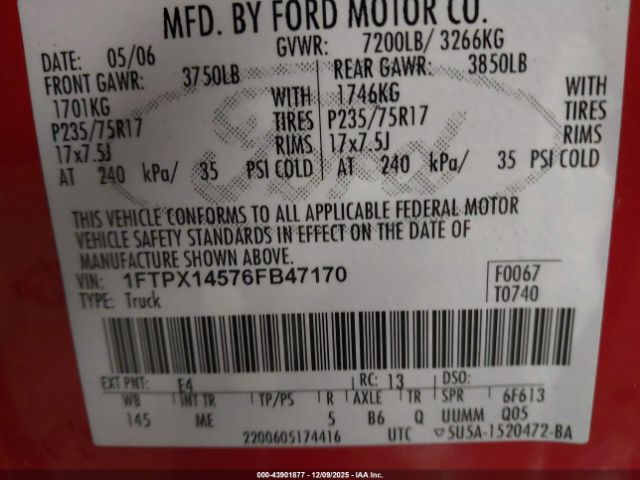 MFD. BY FORD MOTOR CO.
DATE: 05/06 GVWR: 7200LB/ 3266KG
FRONT GAWR: 3750LB REAR GAWR: 3850LB
1701KG WITH 1746KG WITH
P235/75R17 TIRES P235/75R17 TIRES
17x7.5J RIMS 17x7.5J RIMS
AT 240 kPa/ 35 PSI COLD AT 240 kPa/ 35 PSI COLD
Ford
THIS VEHICLE CONFORMS TO ALL APPLICABLE FEDERAL MOTOR
VEHICLE SAFETY STANDARDS IN EFFECT ON THE DATE OF
MANUFACTURE SHOWN ABOVE.
VIN: 1FTPX14576FB47170 F0067
TYPE: Truck T0740
EXT PNT: E4 RC: 13 DSO:
WB INT TR TP/PS R AXLE TR SPR 6F613
145 ME 5 B6 Q UUMM Q05
2200605174416 UTC 5U5A-1520472-BA
000-43901877 - 12/09/2025 - IAAI.COM